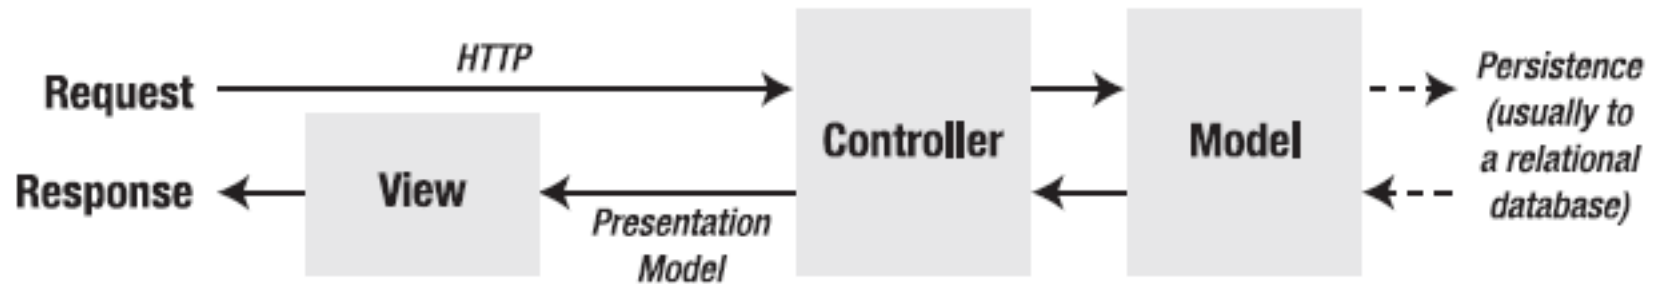 HTTP
Request
Controller
Model
Persistence
(usually to
a relational
database)
Response
View
Presentation
Model